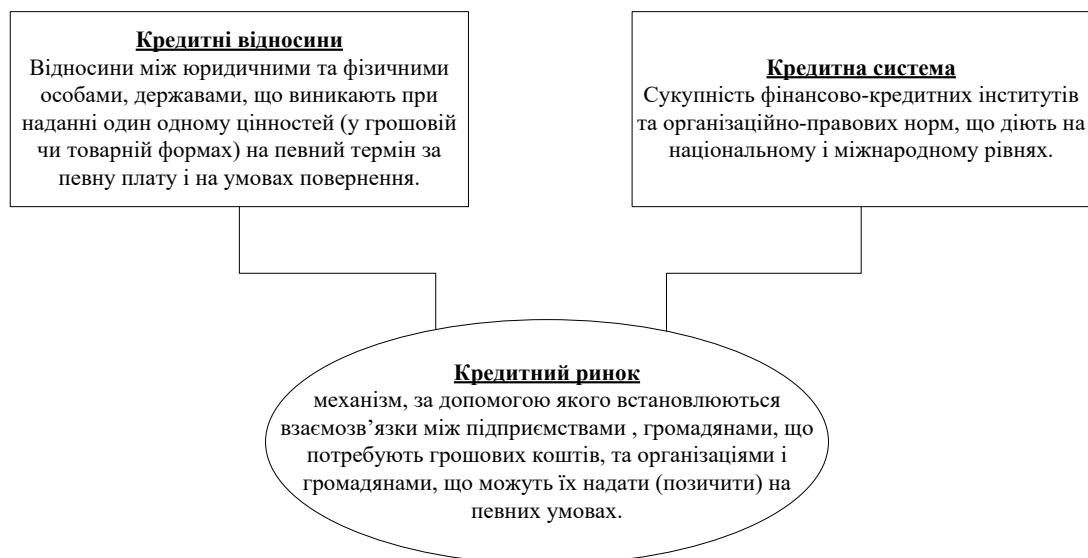 Кредитні відносини
Відносини між юридичними та фізичними
особами, державами, що виникають при
наданні один одному цінностей (у грошовій
чи товарній формах) на певний термін за
певну плату і на умовах повернення.
Кредитна система
Сукупність фінансово-кредитних інститутів
та організаційно-правових норм, що діють на
національному і міжнародному рівнях.
Кредитний ринок
механізм, за допомогою якого встановлюються
взаємозв’язки між підприємствами , громадянами, що
потребують грошових коштів, та організаціями і
громадянами, що можуть їх надати (позичити) на
певних умовах.